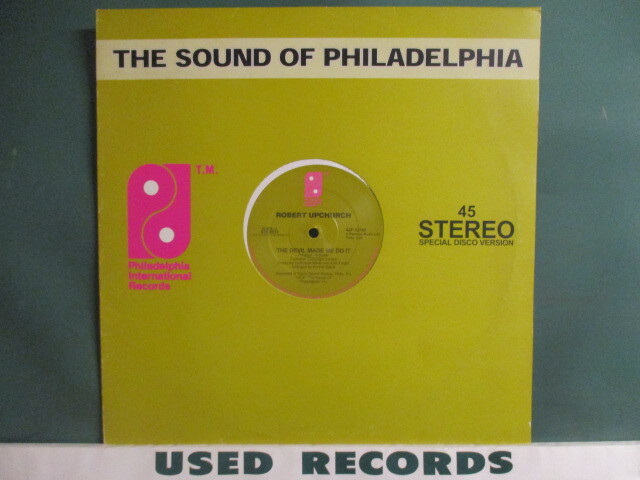 THE SOUND OF PHILADELPHIA
T.M.
Philadelphia
International
Records
ROBERT UPCHURCH
THE DEVIL MADE ME DO IT
45
STEREO
SPECIAL DISCO VERSION
USED RECORDS